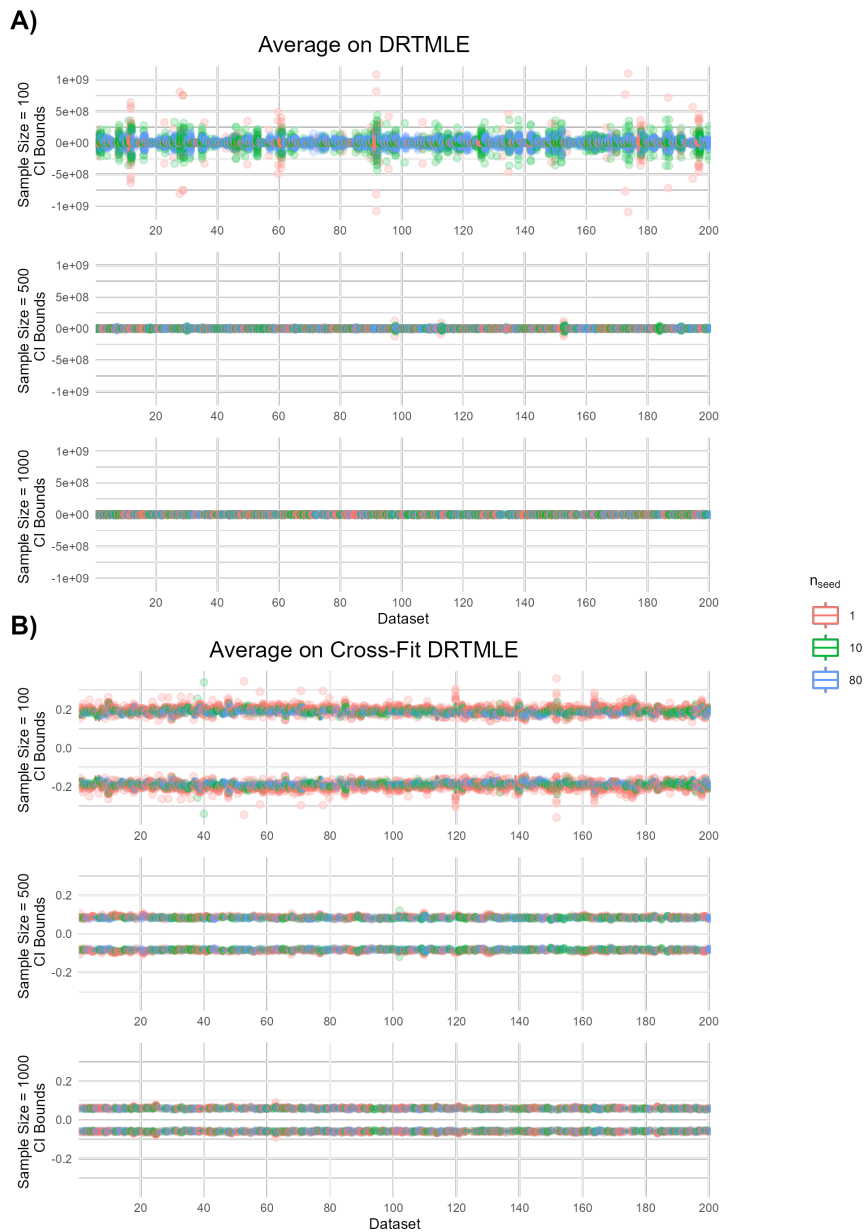 A)
Average on DRTMLE
Sample Size = 100
CI Bounds
1e+09
5e+08
0e+00
-5e+08
-1e+09
20 40 60 80 100 120 140 160 180 200
Sample Size = 500
CI Bounds
1e+09
5e+08
0e+00
-5e+08
-1e+09
20 40 60 80 100 120 140 160 180 200
Sample Size = 1000
CI Bounds
1e+09
5e+08
0e+00
-5e+08
-1e+09
20 40 60 80 100 120 140 160 180 200
Dataset
nseed
1
10
80
B)
Average on Cross-Fit DRTMLE
Sample Size = 100
CI Bounds
0.2
0.0
-0.2
20 40 60 80 100 120 140 160 180 200
Sample Size = 500
CI Bounds
0.2
0.0
-0.2
20 40 60 80 100 120 140 160 180 200
Sample Size = 1000
CI Bounds
0.2
0.0
-0.2
20 40 60 80 100 120 140 160 180 200
Dataset